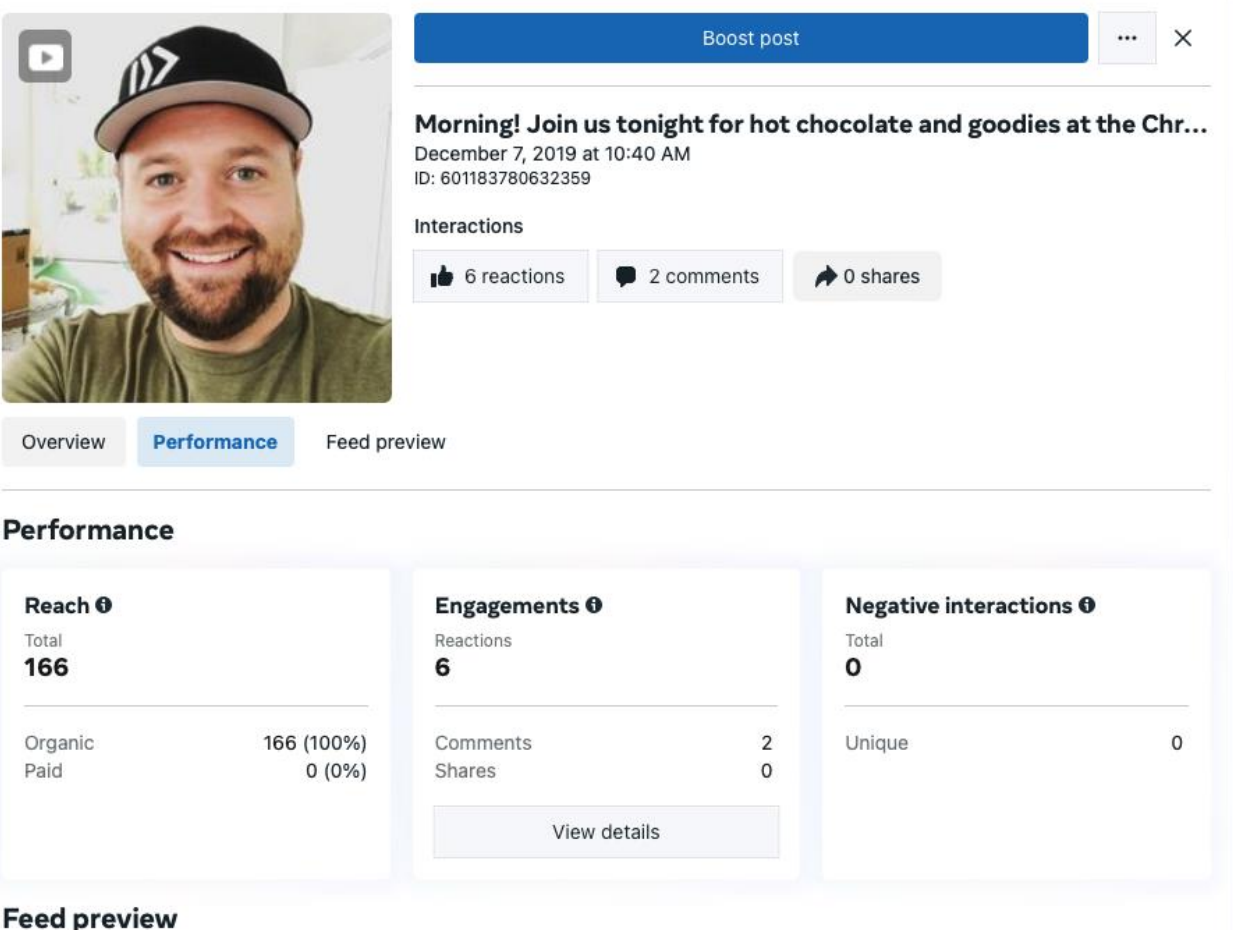 Boost post
Morning! Join us tonight for hot chocolate and goodies at the Chr...
December 7, 2019 at 10:40 AM
ID: 601183780632359
Interactions
6 reactions 2 comments 0 shares
Overview Performance Feed preview
Performance
Reach Engagements Negative interactions
Total Reactions Total
166 6 0
Organic 166 (100%) Comments 2 Unique 0
Paid 0 (0%) Shares 0
View details
Feed preview